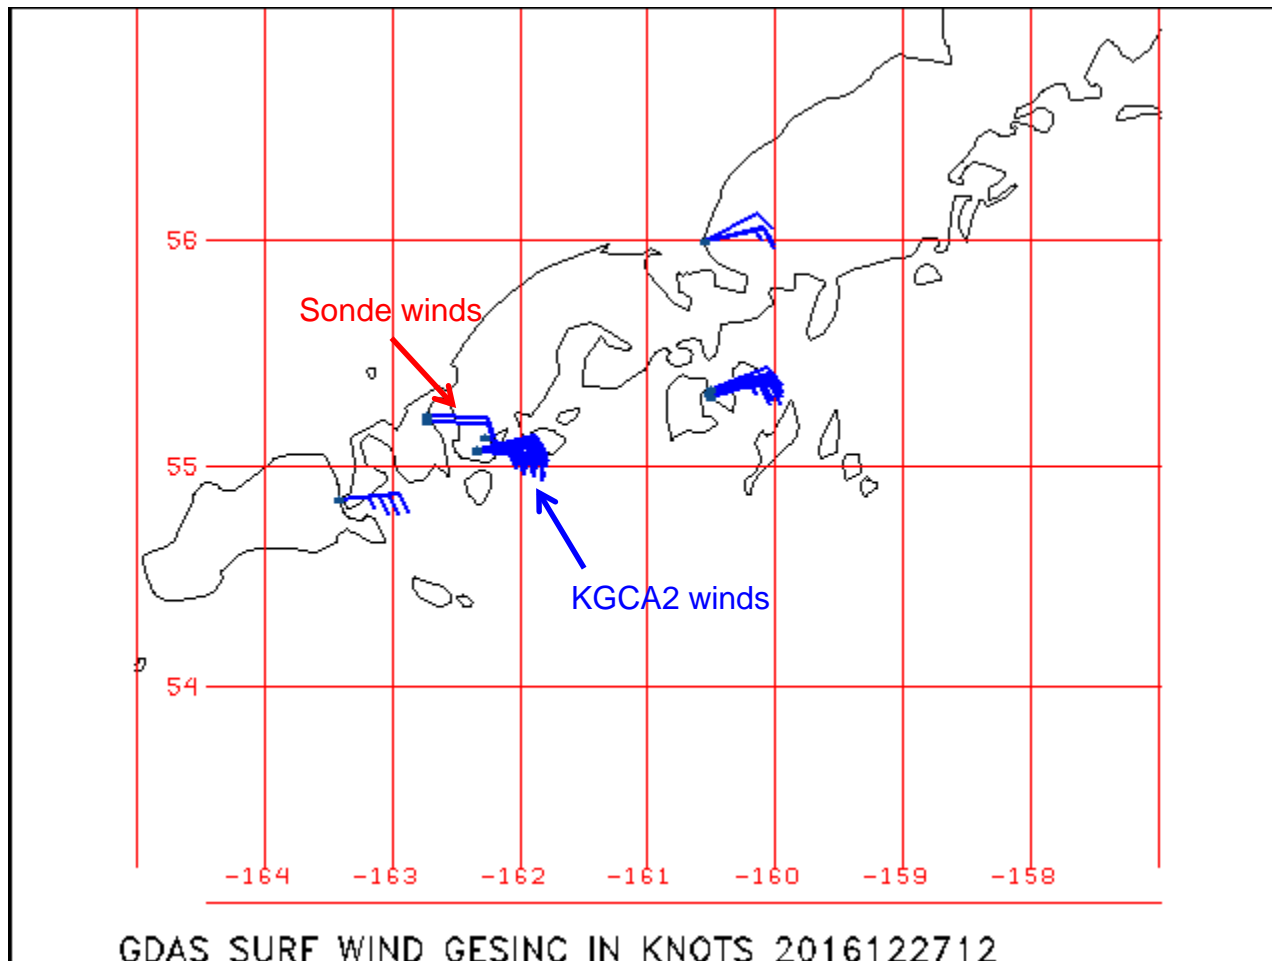 56
Sonde winds
55
KGCA2 winds
54
-164 -163 -162 -161 -160 -159 -158
GDAS SURF WIND GESINC IN KNOTS 2016122712